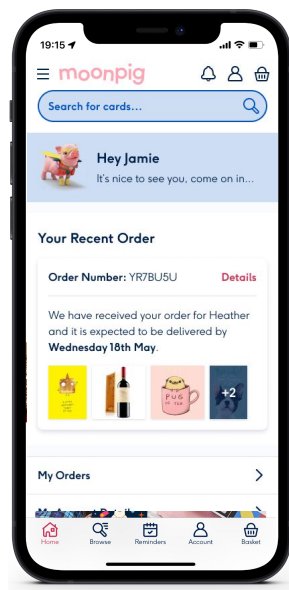 19:15
moonpig
Search for cards...
Hey Jamie
It's nice to see you, come on in...
Your Recent Order
Order Number: YR7BU5U
Details
We have received your order for Heather
and it is expected to be delivered by
Wednesday 18th May.
PUG
OF TEA
+2
My Orders
Home
Browse
Reminders
Account
Basket